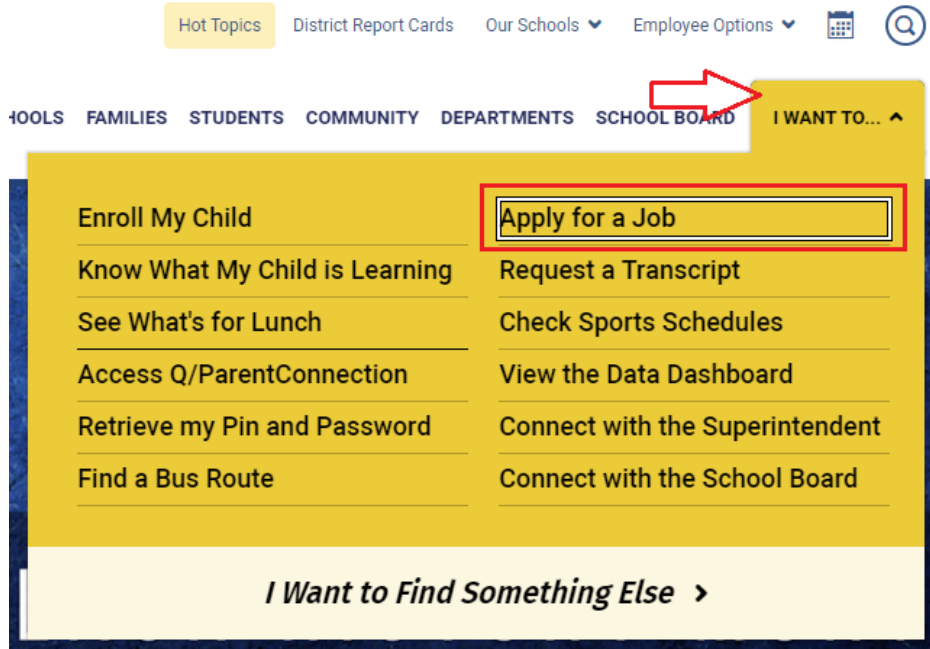 Hot Topics District Report Cards Our Schools Employee Options
FAMILIES STUDENTS COMMUNITY DEPARTMENTS SCHOOL BOARD I WANT TO...
Enroll My Child
Know What My Child is Learning
See What's for Lunch
Access Q/ParentConnection
Retrieve my Pin and Password
Find a Bus Route
Apply for a Job
Request a Transcript
Check Sports Schedules
View the Data Dashboard
Connect with the Superintendent
Connect with the School Board
I Want to Find Something Else >